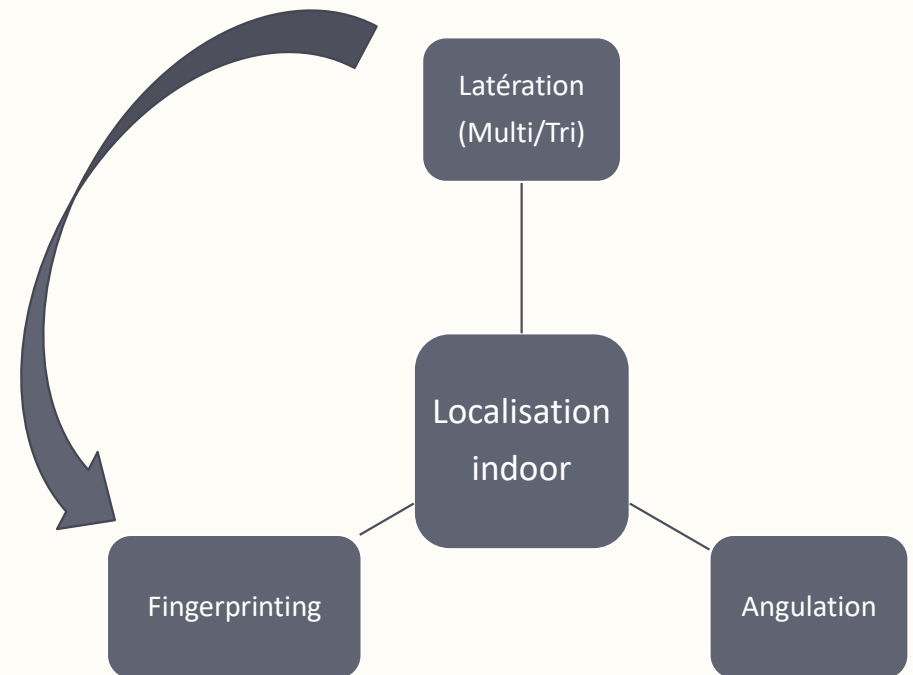 Latération
(Multi/Tri)
Localisation
indoor
Fingerprinting
Angulation